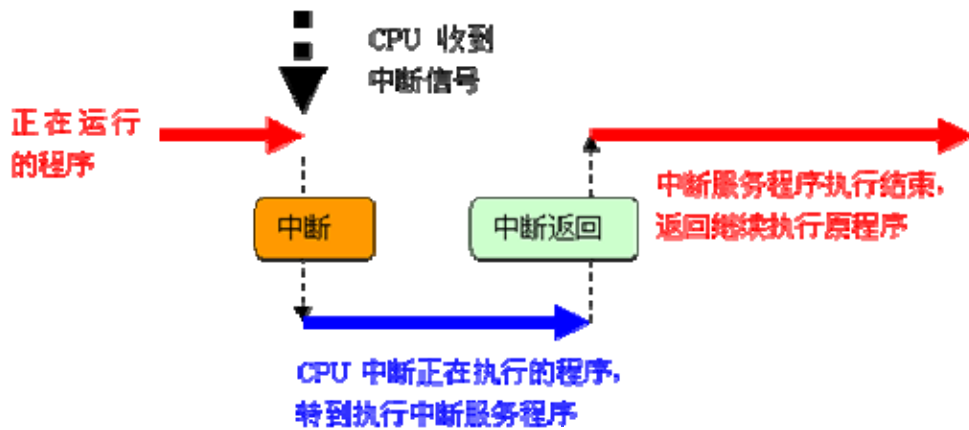 CPU 收到
中断信号
正在运行
的程序
中断
中断返回
中断服务程序执行结束，
返回继续执行原程序
CPU 中断正在执行的程序，
转到执行中断服务程序